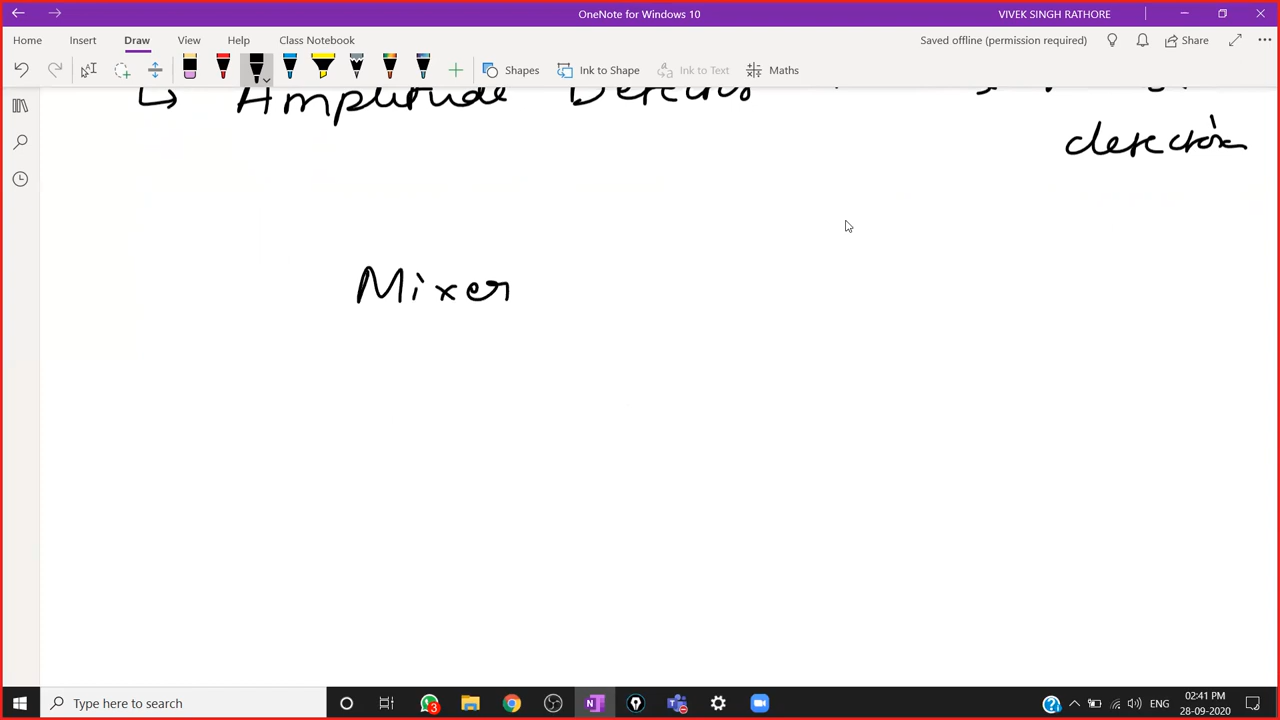 OneNote for Windows 10
VIVEK SINGH RATHORE
Home Insert Draw View Help Class Notebook
Saved offline (permission required)
Share
Shapes Ink to Shape Ink to Text Maths
↳ Amplitude Detector
detection
Mixer
Type here to search
3
ENG
02:41 PM
28-09-2020